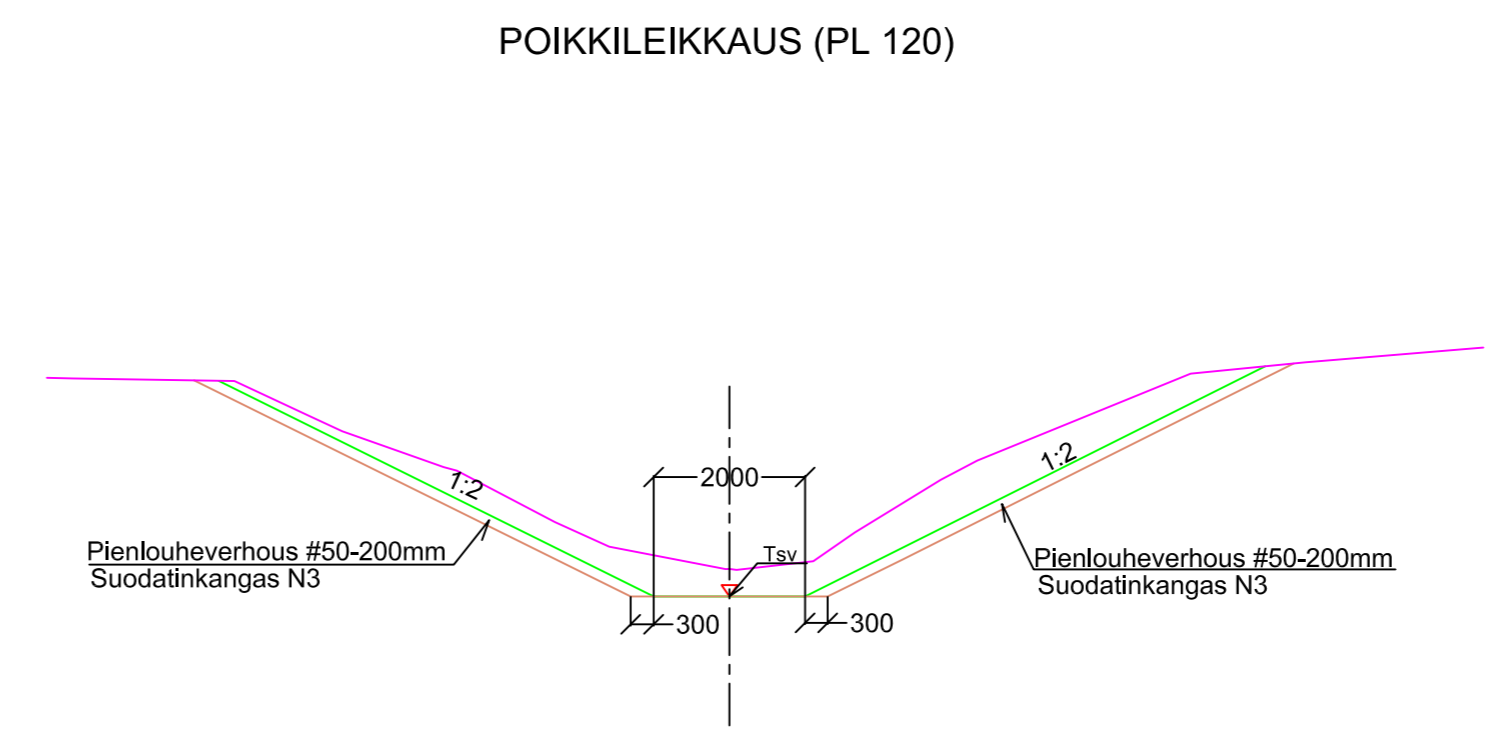 POIKKILEIKKAUS (PL 120)
1:2
2000
1:2
Tsv
Pienlouheverhous #50-200mm
Suodatinkangas N3
Pienlouheverhous #50-200mm
Suodatinkangas N3
300
300